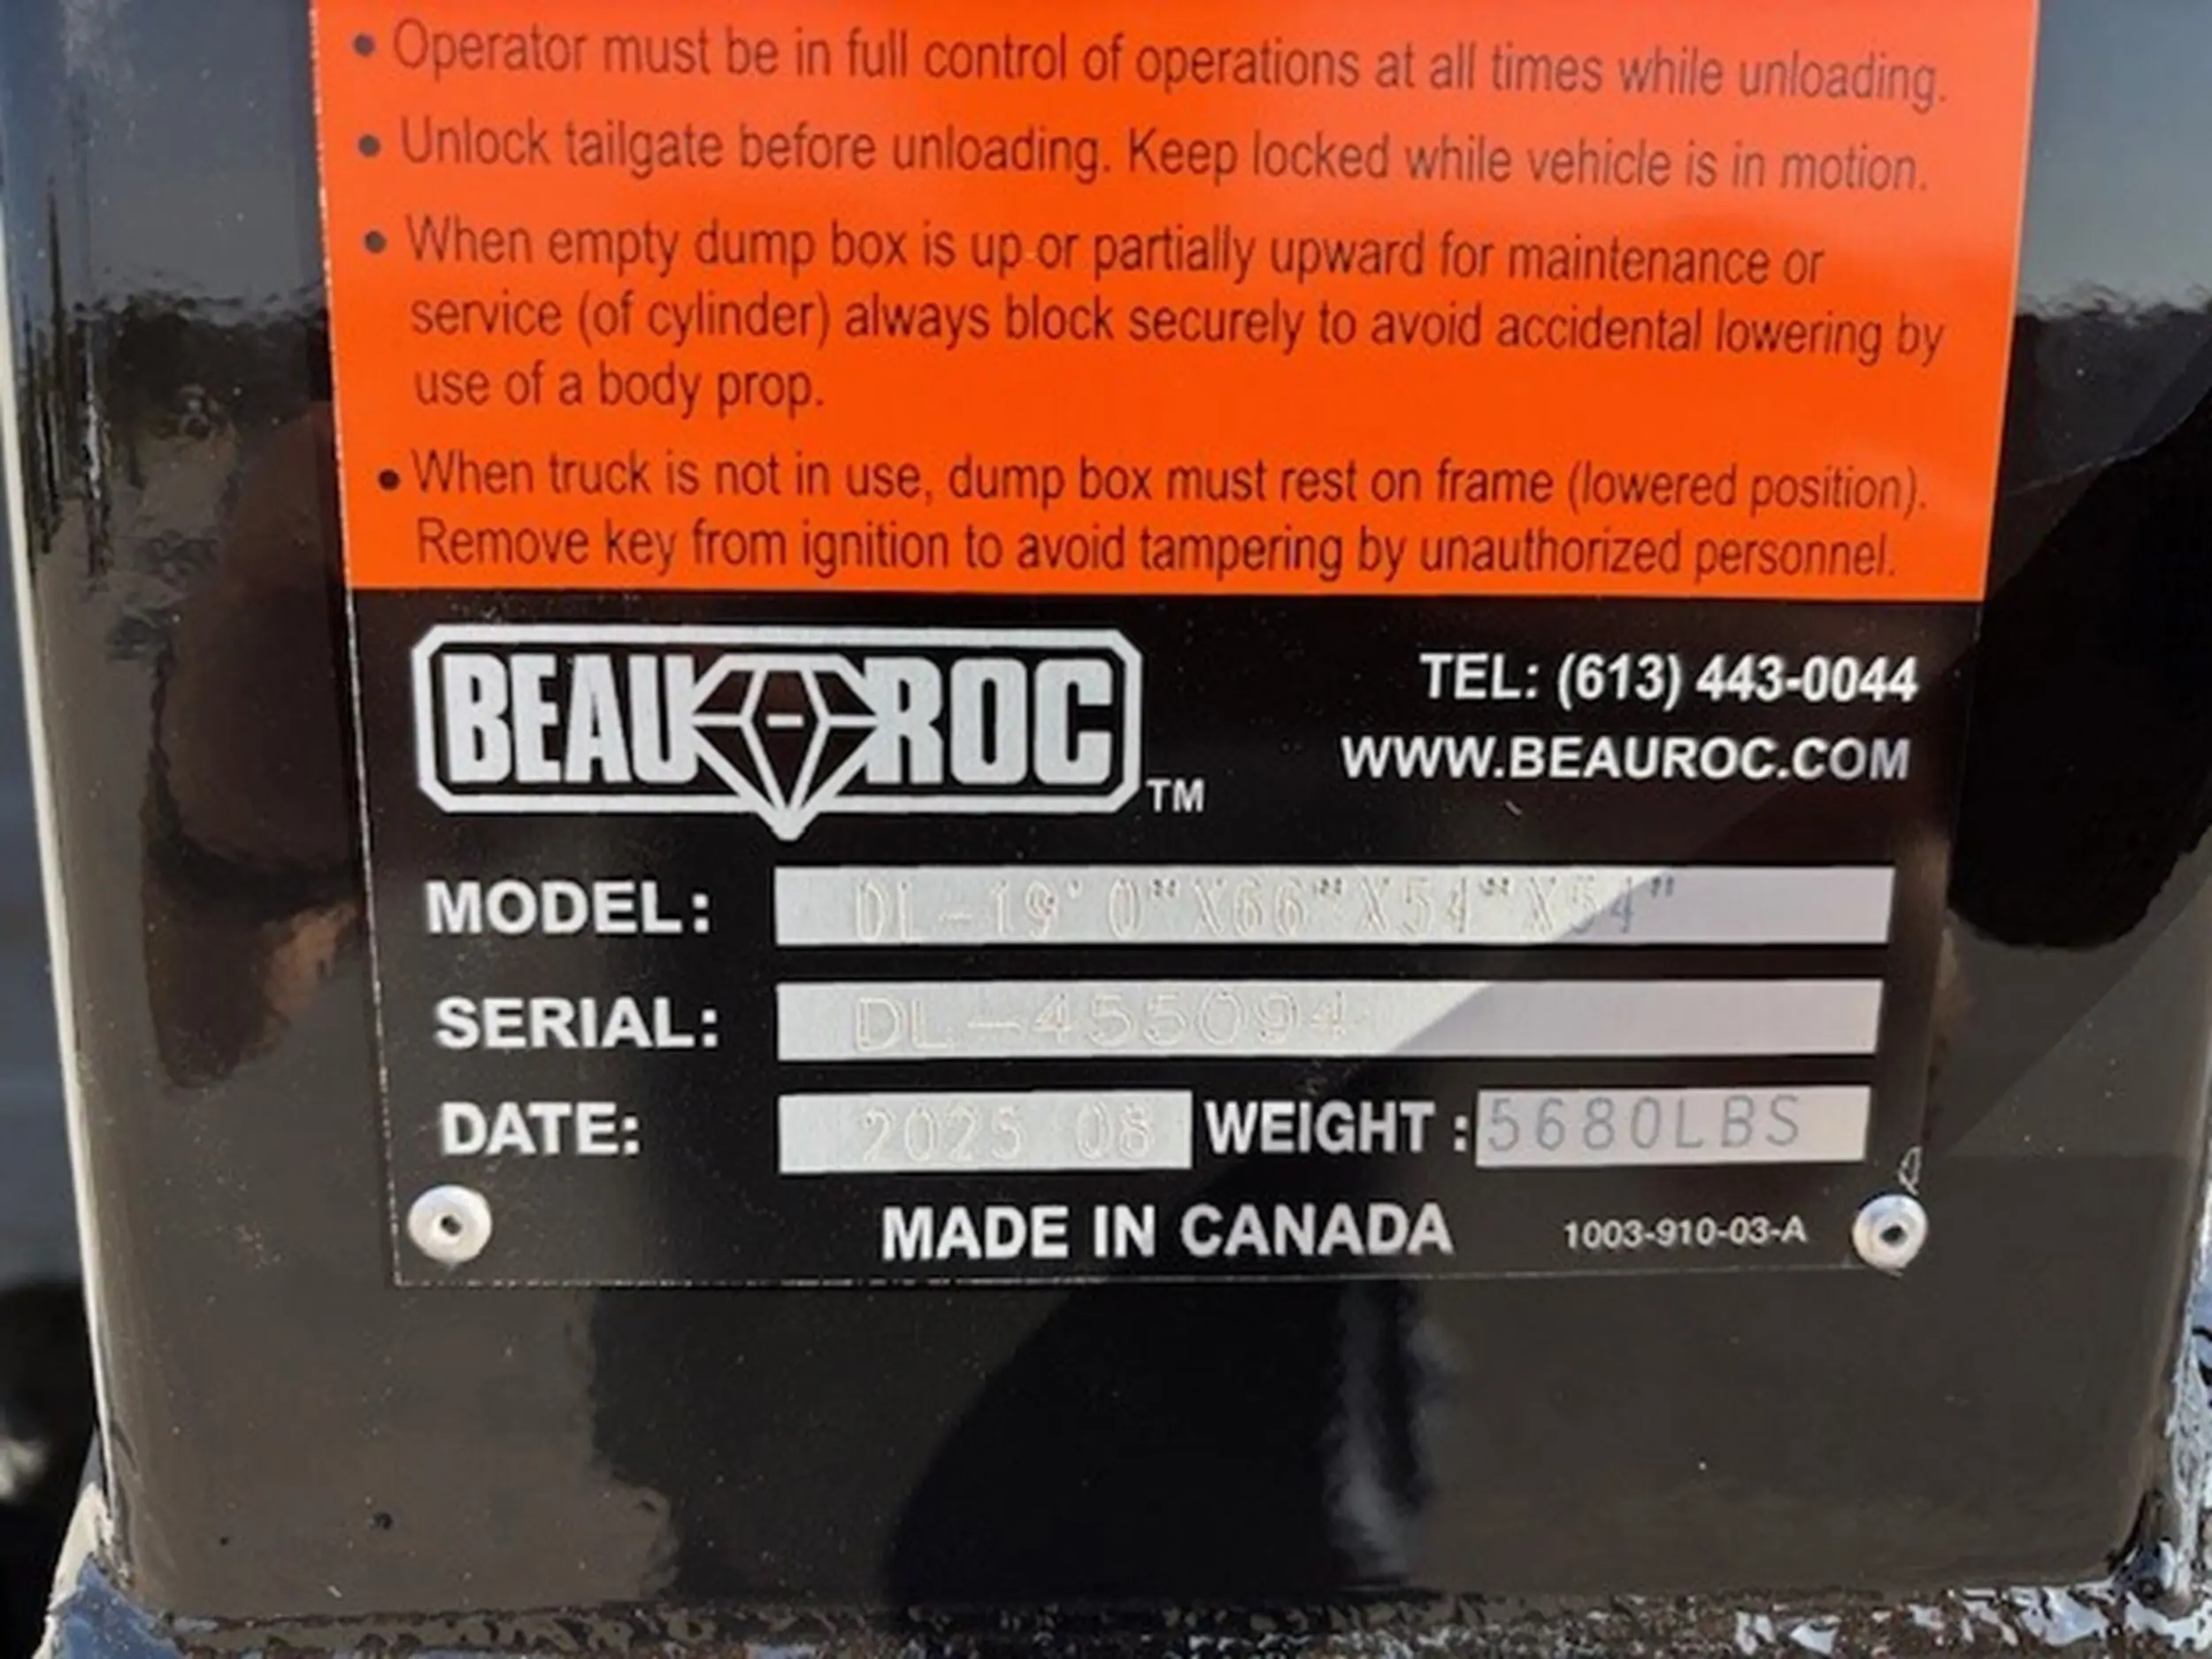 • Operator must be in full control of operations at all times while unloading.
• Unlock tailgate before unloading. Keep locked while vehicle is in motion.
• When empty dump box is up or partially upward for maintenance or
service (of cylinder) always block securely to avoid accidental lowering by
use of a body prop.
• When truck is not in use, dump box must rest on frame (lowered position).
Remove key from ignition to avoid tampering by unauthorized personnel.
BEAUROC TM
TEL: (613) 443-0044
WWW.BEAUROC.COM
MODEL: DL-19'0"X66"X54"X54"
SERIAL: DL-455094
DATE: 2025 08 WEIGHT: 5680LBS
MADE IN CANADA 1003-910-03-A